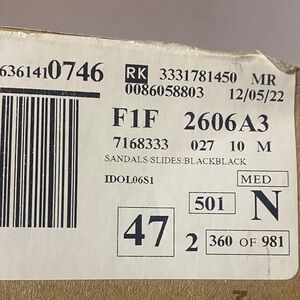 6361410746 RK 3331781450 MR
0086058803 12/05/22
F1F 2606A3
7168333 027 10 M
SANDALS/SLIDES:BLACKBLACK
IDOL06S1 MED
501 N
47 2 360 OF 981